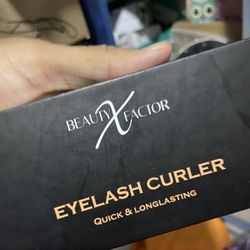 BEAUTY X FACTOR
EYELASH CURLER
QUICK & LONGLASTING